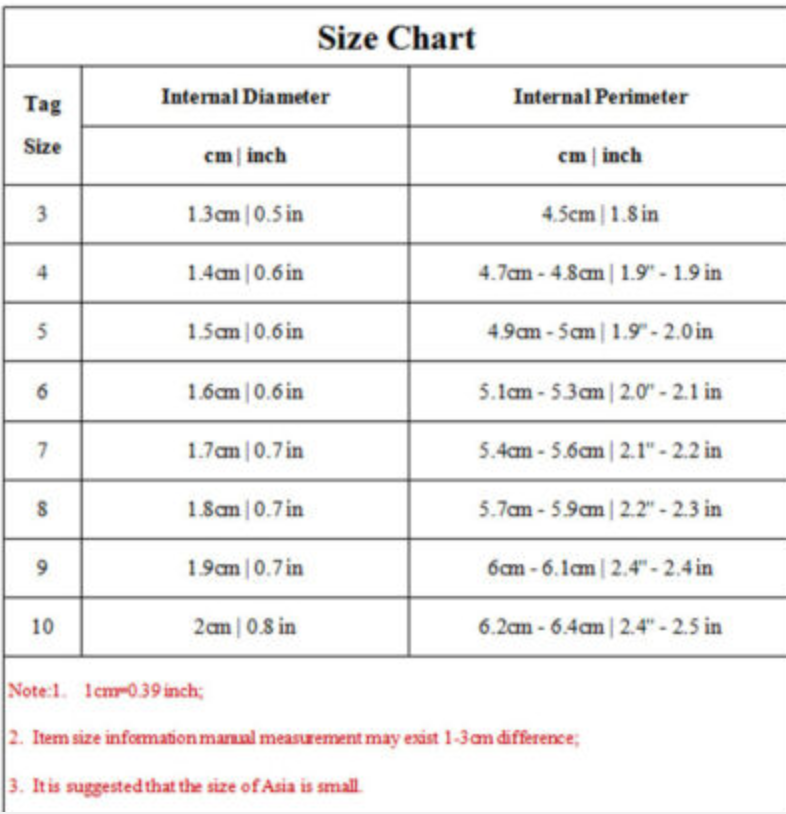 Size Chart
Tag Size | Internal Diameter | Internal Perimeter
cm | inch | cm | inch
3 | 1.3cm | 0.5 in | 4.5cm | 1.8 in
4 | 1.4cm | 0.6 in | 4.7cm - 4.8cm | 1.9" - 1.9 in
5 | 1.5cm | 0.6 in | 4.9cm - 5cm | 1.9" - 2.0 in
6 | 1.6cm | 0.6 in | 5.1cm - 5.3cm | 2.0" - 2.1 in
7 | 1.7cm | 0.7 in | 5.4cm - 5.6cm | 2.1" - 2.2 in
8 | 1.8cm | 0.7 in | 5.7cm - 5.9cm | 2.2" - 2.3 in
9 | 1.9cm | 0.7 in | 6cm - 6.1cm | 2.4" - 2.4 in
10 | 2cm | 0.8 in | 6.2cm - 6.4cm | 2.4" - 2.5 in
Note:1. 1cm=0.39 inch;
2. Item size information manual measurement may exist 1-3cm difference;
3. It is suggested that the size of Asia is small.